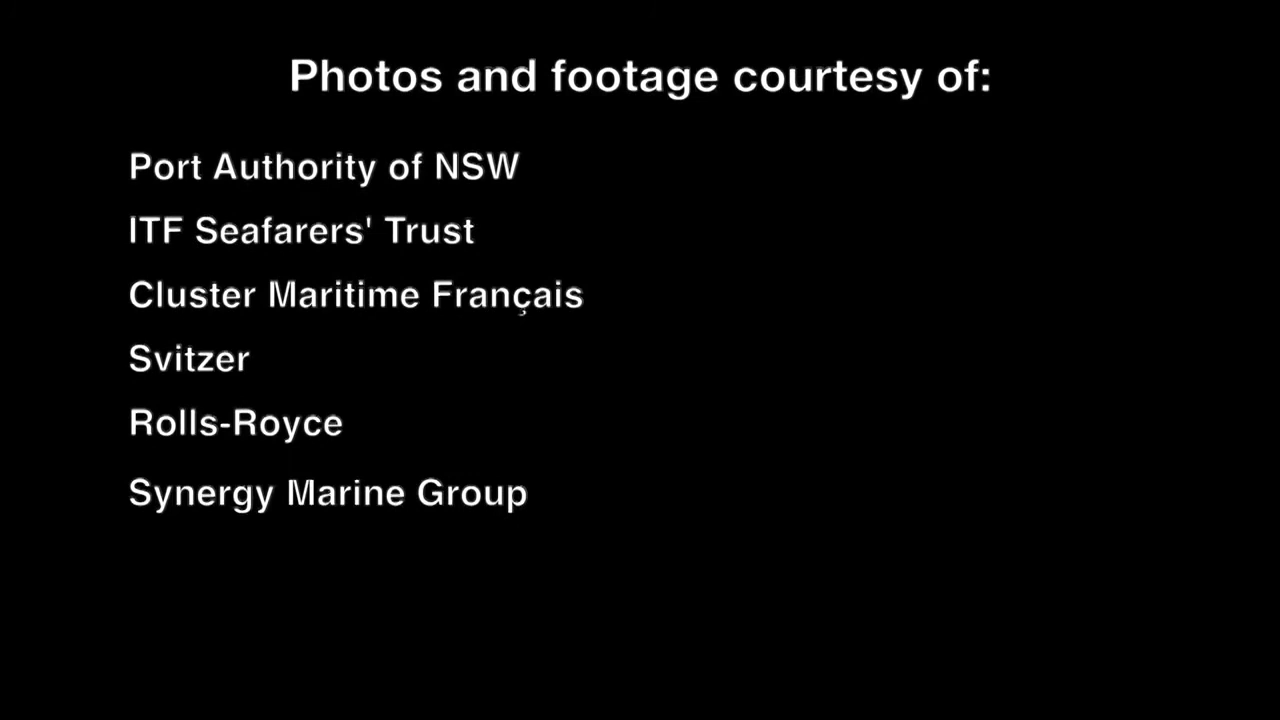 Photos and footage courtesy of:
Port Authority of NSW
ITF Seafarers' Trust
Cluster Maritime Français
Svitzer
Rolls-Royce
Synergy Marine Group